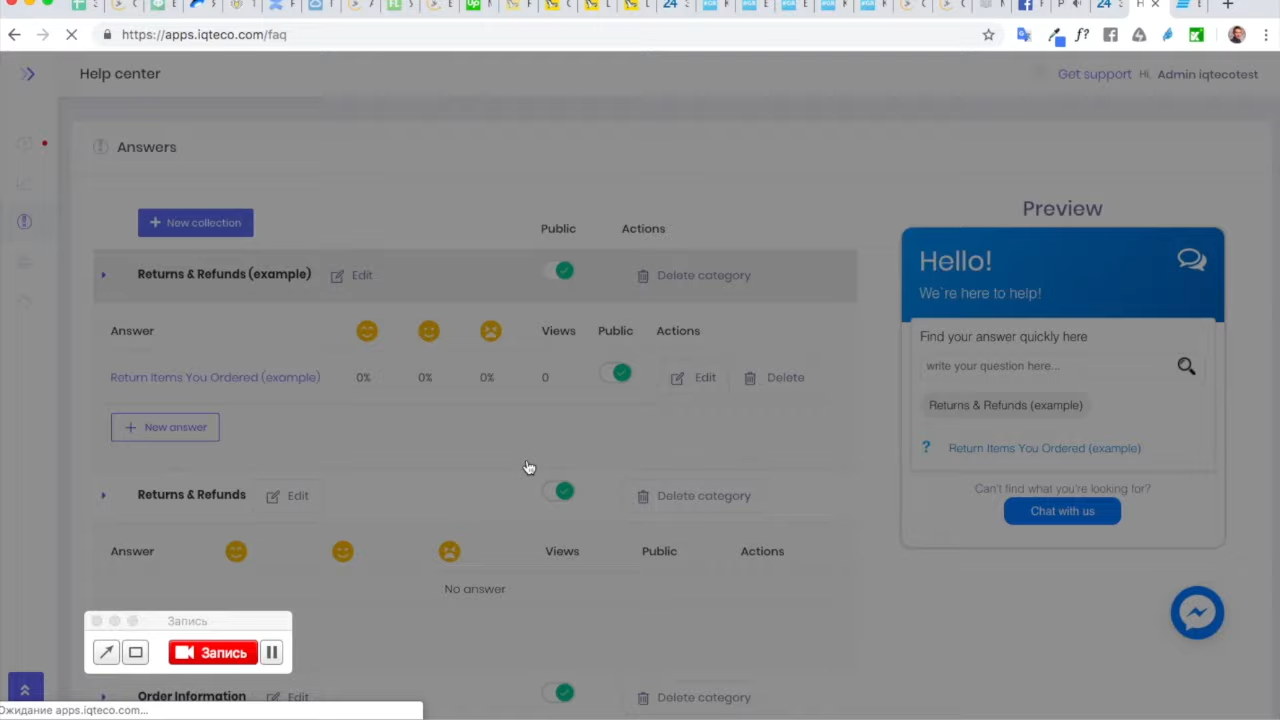 https://apps.iqteco.com/faq
Help center
Get support Hi, Admin iqtecotest
Answers
New collection
Public Actions
Returns & Refunds (example) Edit Delete category
Answer Views Public Actions
Return Items You Ordered (example) 0% 0% 0% 0 Edit Delete
New answer
Returns & Refunds Edit Delete category
Answer Views Public Actions
No answer
Order Information Edit Delete category
Preview
Hello!
We`re here to help!
Find your answer quickly here
write your question here...
Returns & Refunds (example)
? Return Items You Ordered (example)
Can't find what you're looking for?
Chat with us
Запись
Запись
Ожидание apps.iqteco.com...